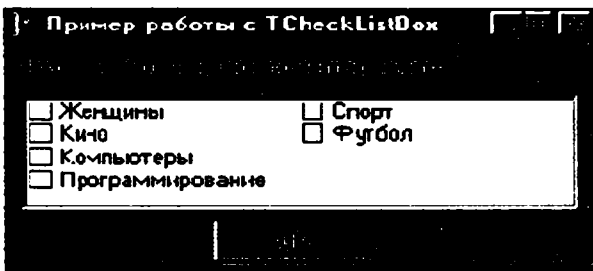 Пример работы с TCheckListBox
Женщины
Кино
Компьютеры
Программирование
Спорт
Футбол